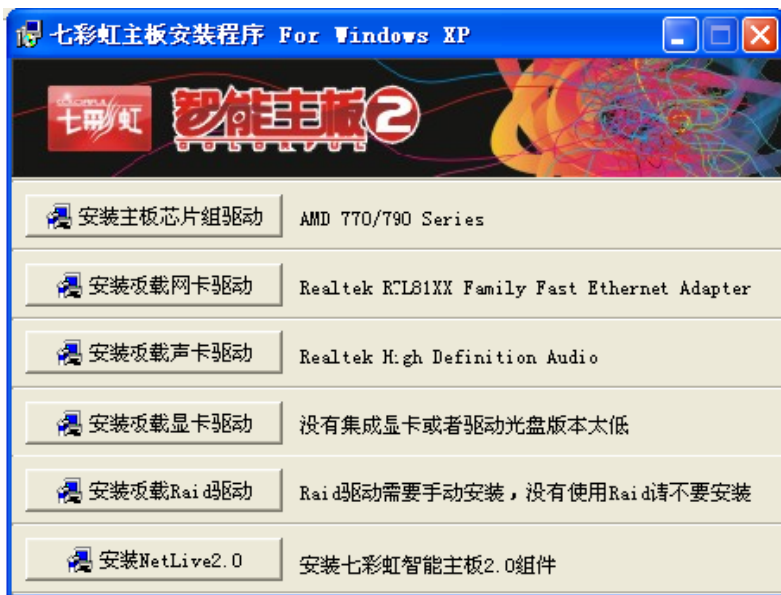 七彩虹主板安装程序 For Windows XP
COLORFUL
七彩虹 智能主板2
COLORFUL
安装主板芯片组驱动 AMD 770/790 Series
安装板载网卡驱动 Realtek RTL81XX Family Fast Ethernet Adapter
安装板载声卡驱动 Realtek High Definition Audio
安装板载显卡驱动 没有集成显卡或者驱动光盘版本太低
安装板载Raid驱动 Raid驱动需要手动安装，没有使用Raid请不要安装
安装NetLive2.0 安装七彩虹智能主板2.0组件